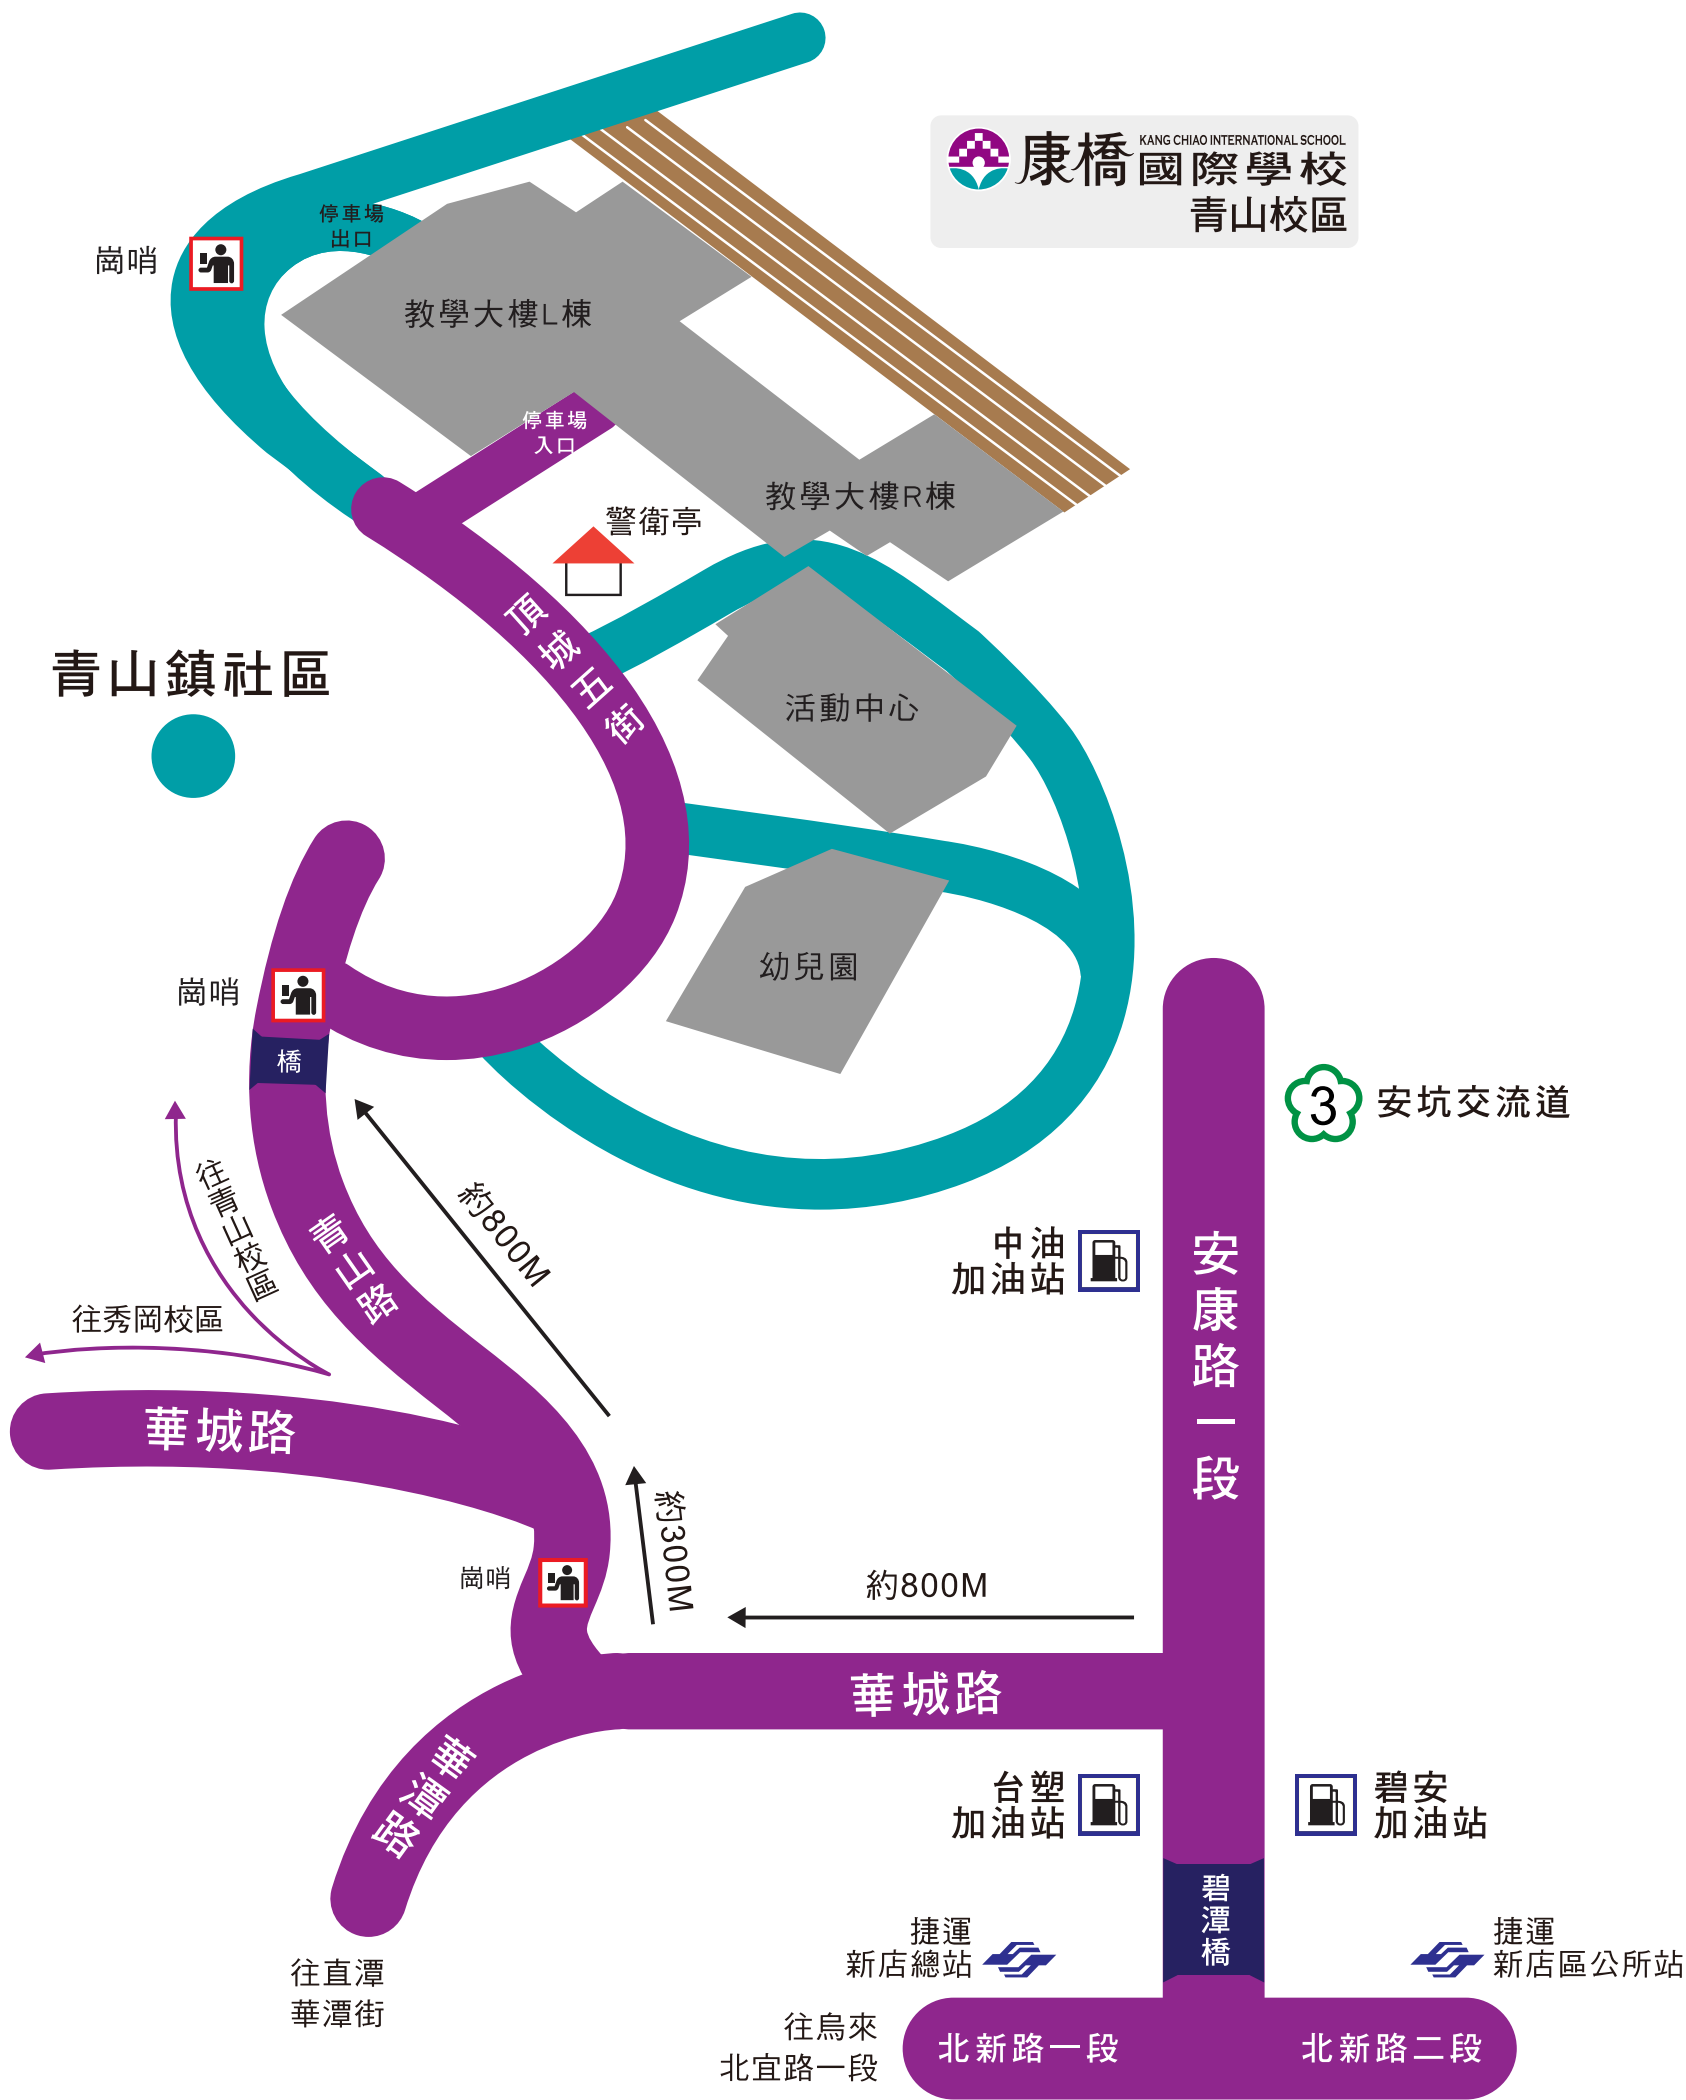 康橋
KANG CHIAO INTERNATIONAL SCHOOL
國際學校
青山校區
停車場
出口
崗哨
教學大樓L棟
停車場
入口
教學大樓R棟
警衛亭
頂城五街
青山鎮社區
活動中心
幼兒園
崗哨
橋
3
安坑交流道
往青山校區
約800M
青山路
中油
加油站
安康路一段
往秀岡校區
華城路
約300M
崗哨
約800M
華城路
華潭路
台塑
加油站
碧安
加油站
碧潭橋
捷運
新店總站
捷運
新店區公所站
往直潭
華潭街
往烏來
北宜路一段
北新路一段
北新路二段